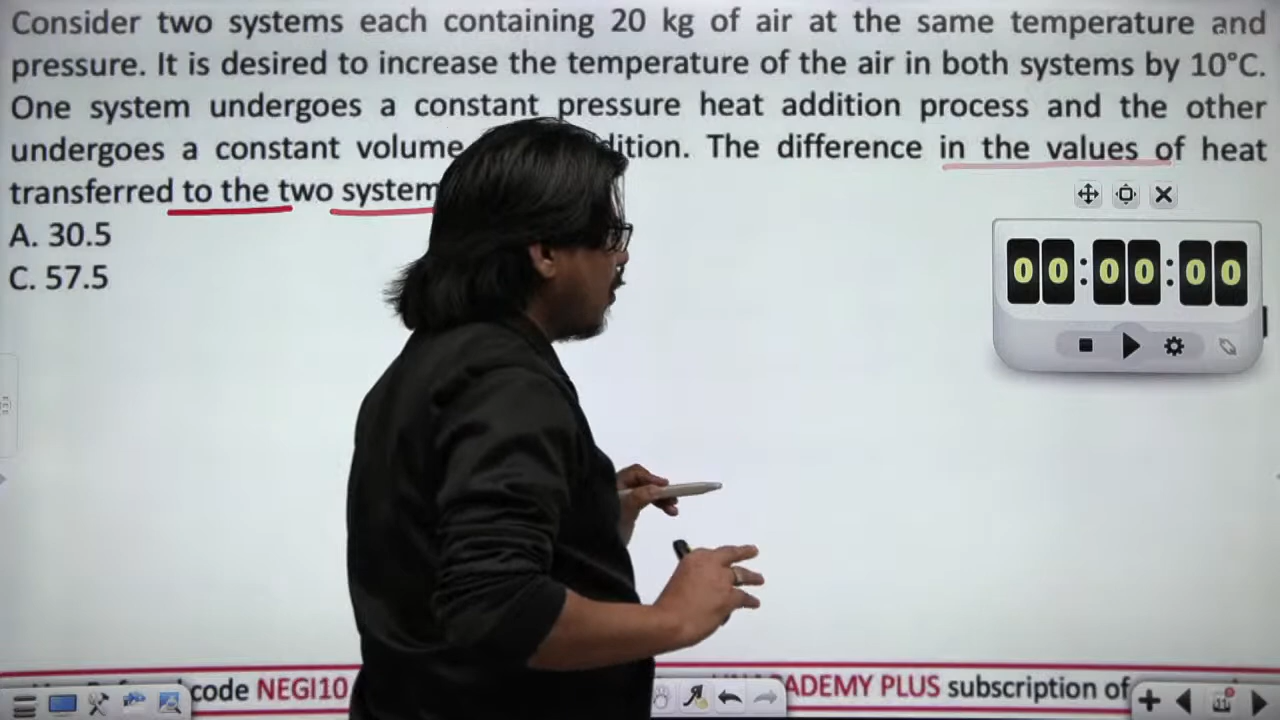 Consider two systems each containing 20 kg of air at the same temperature and
pressure. It is desired to increase the temperature of the air in both systems by 10°C.
One system undergoes a constant pressure heat addition process and the other
undergoes a constant volume dition. The difference in the values of heat
transferred to the two system
A. 30.5
C. 57.5
00:00:00
code NEGI10 ADEMY PLUS subscription of